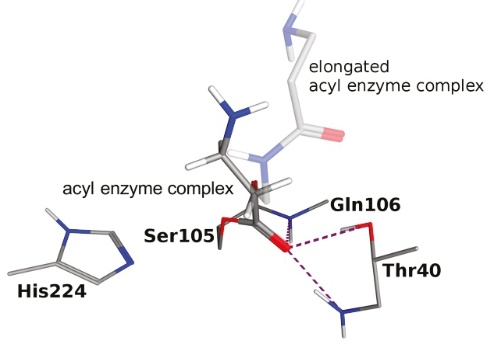 elongated
acyl enzyme complex
acyl enzyme complex
Gln106
Ser105
Thr40
His224